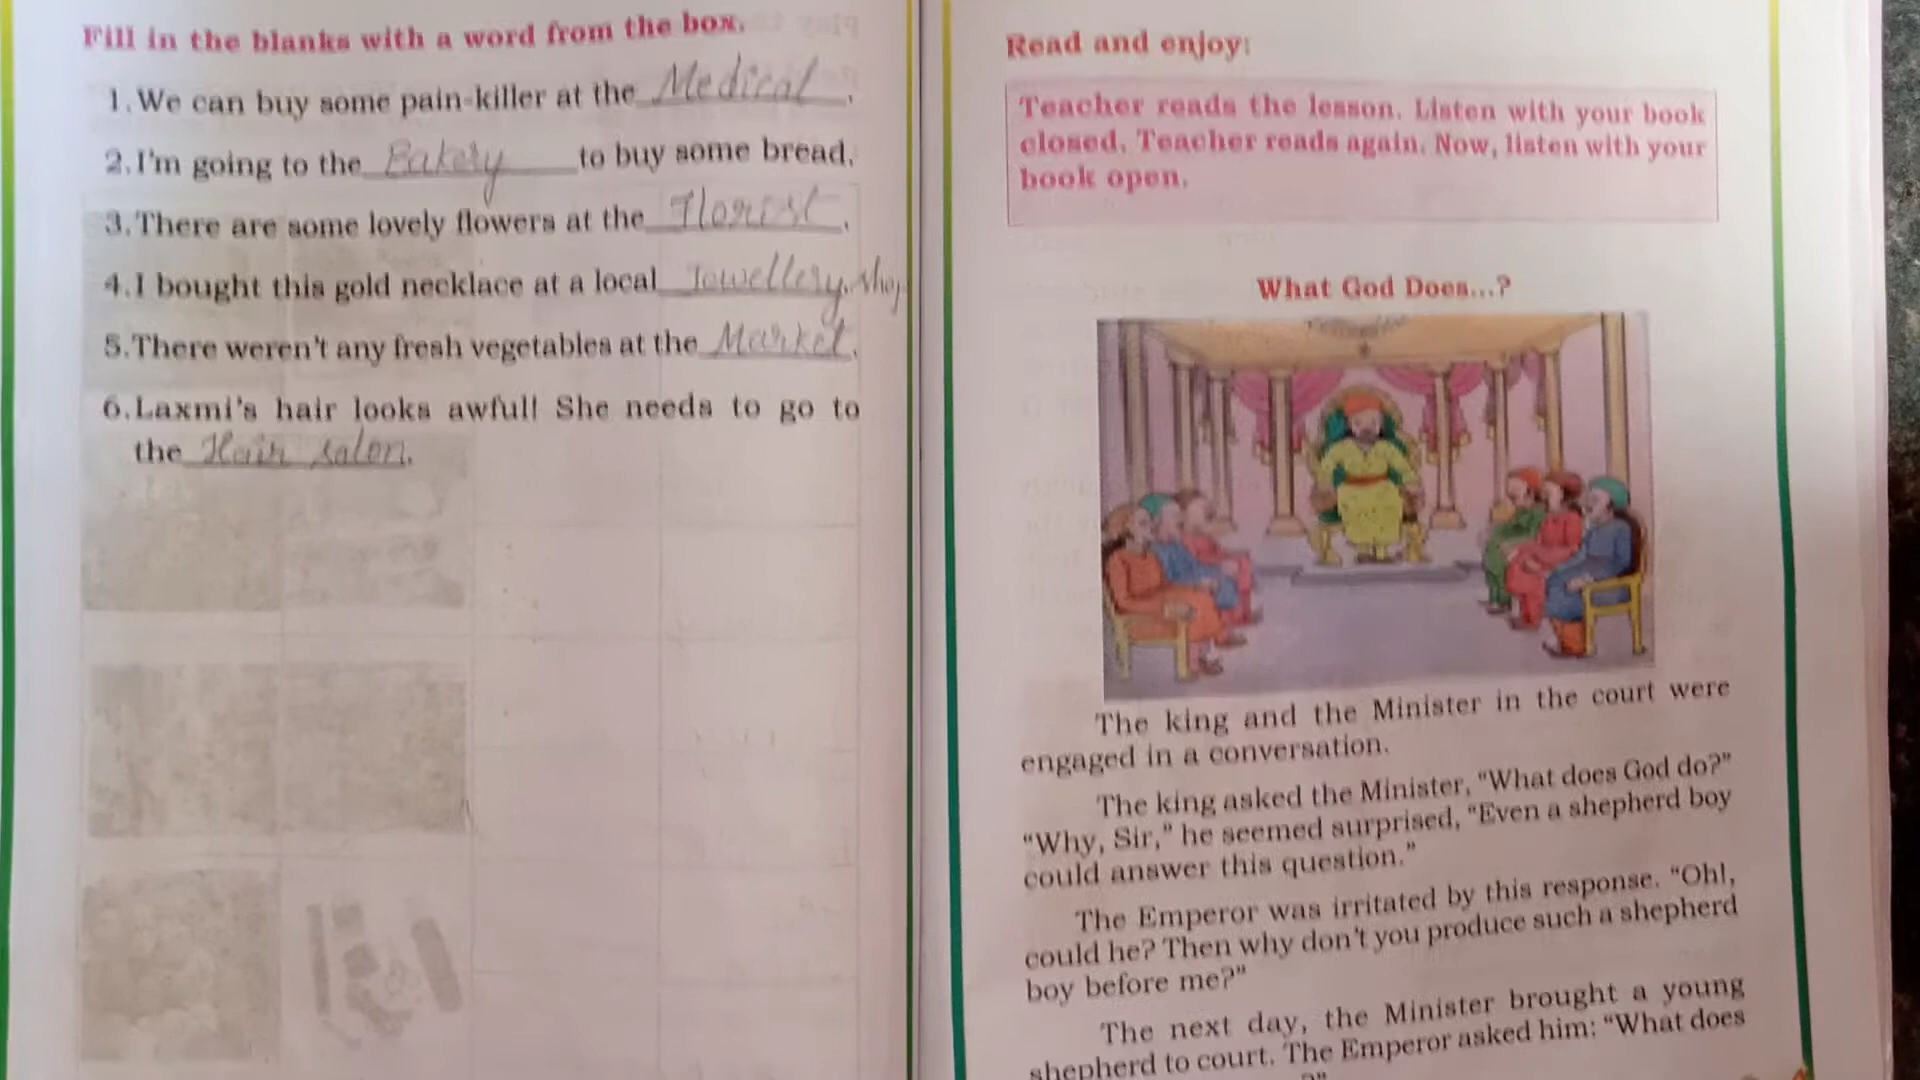 Fill in the blanks with a word from the box.
1.We can buy some pain-killer at the Medical.
2.I'm going to the Bakery to buy some bread.
3.There are some lovely flowers at the Florist.
4.I bought this gold necklace at a local Jowellery. shop
5.There weren't any fresh vegetables at the Market.
6.Laxmi's hair looks awful! She needs to go to
the Hair salon.
Read and enjoy:
Teacher reads the lesson. Listen with your book
closed. Teacher reads again. Now, listen with your
book open.
What God Does...?
The king and the Minister in the court were
engaged in a conversation.
The king asked the Minister, "What does God do?"
"Why, Sir," he seemed surprised, "Even a shepherd boy
could answer this question."
The Emperor was irritated by this response. "Oh!,
could he? Then why don't you produce such a shepherd
boy before me?"
The next day, the Minister brought a young
shepherd to court. The Emperor asked him: "What does